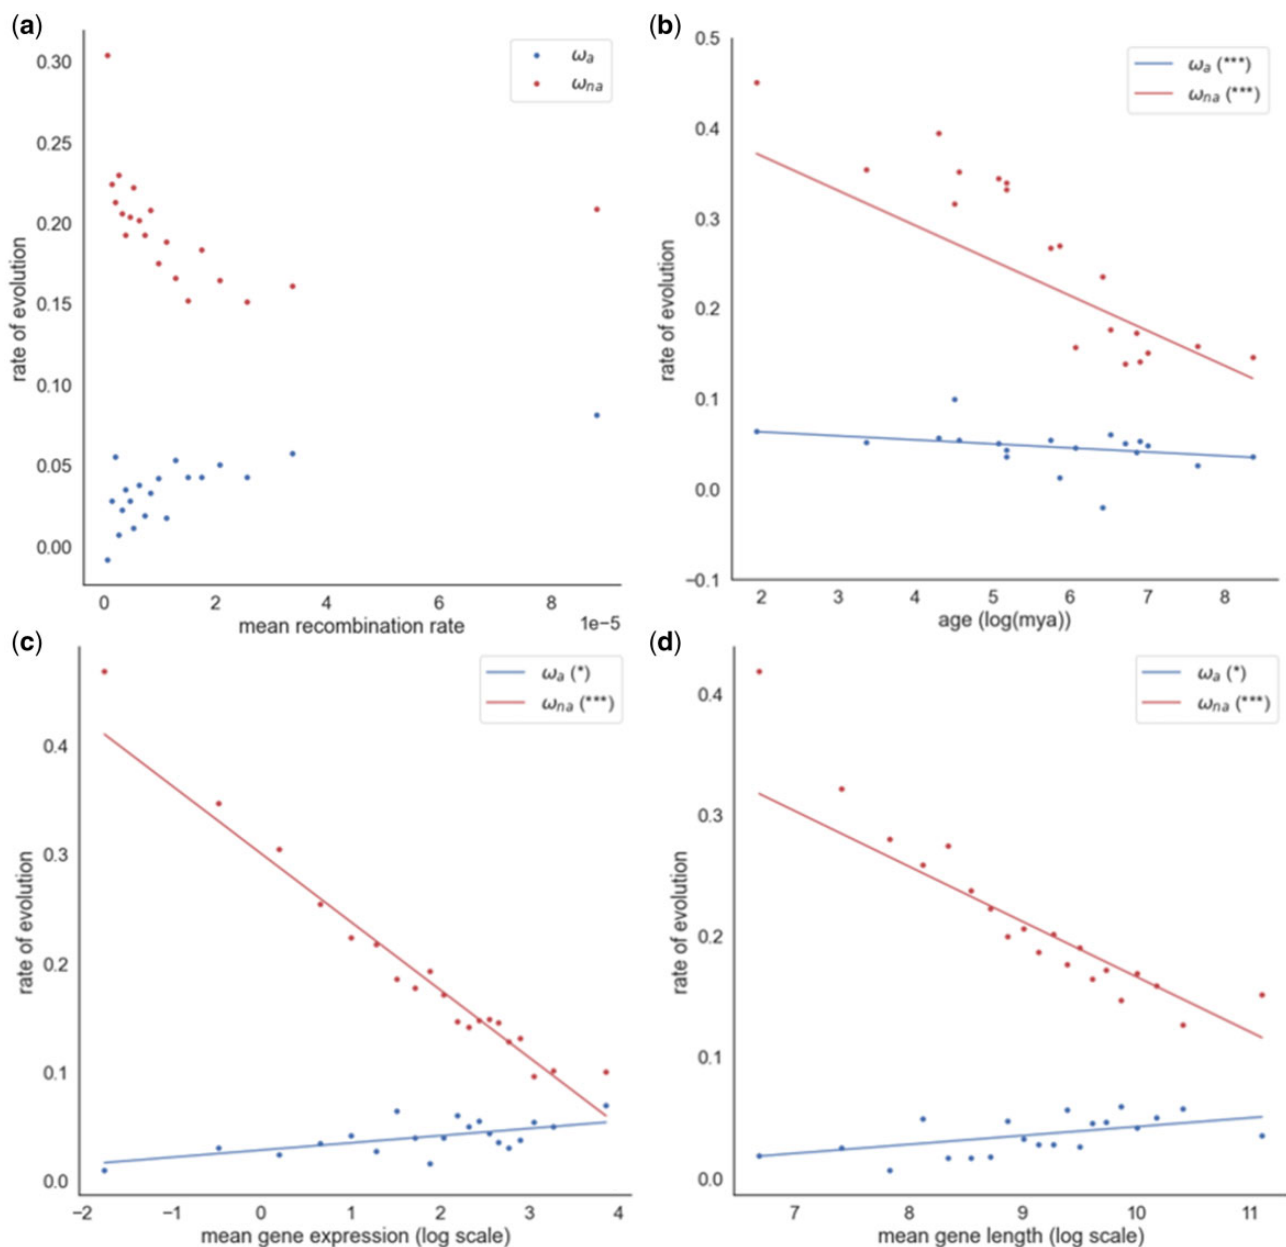 (a)
ωa
ωna
0.30
0.25
0.20
0.15
0.10
0.05
0.00
rate of evolution
0 2 4 6 8
1e-5
mean recombination rate
(b)
ωa (***)
ωna (***)
0.5
0.4
0.3
0.2
0.1
0.0
−0.1
rate of evolution
2 3 4 5 6 7 8
age (log(mya))
(c)
ωa (*)
ωna (***)
0.4
0.3
0.2
0.1
0.0
rate of evolution
−2 −1 0 1 2 3 4
mean gene expression (log scale)
(d)
ωa (*)
ωna (***)
0.4
0.3
0.2
0.1
0.0
rate of evolution
7 8 9 10 11
mean gene length (log scale)